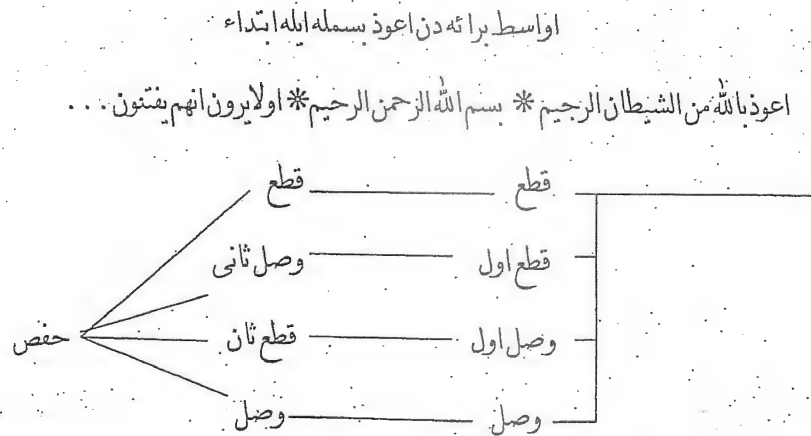 اواسط برائه دن اعوذ بسمله ایله ابتداء
اعوذ بالله من الشیطان الرجیم * بسم الله الرحمن الرحیم * اولایرون انهم یفتنون . . .
قطع قطع
قطع اول وصل ثانی
وصل اول قطع ثان
حفص
وصل وصل